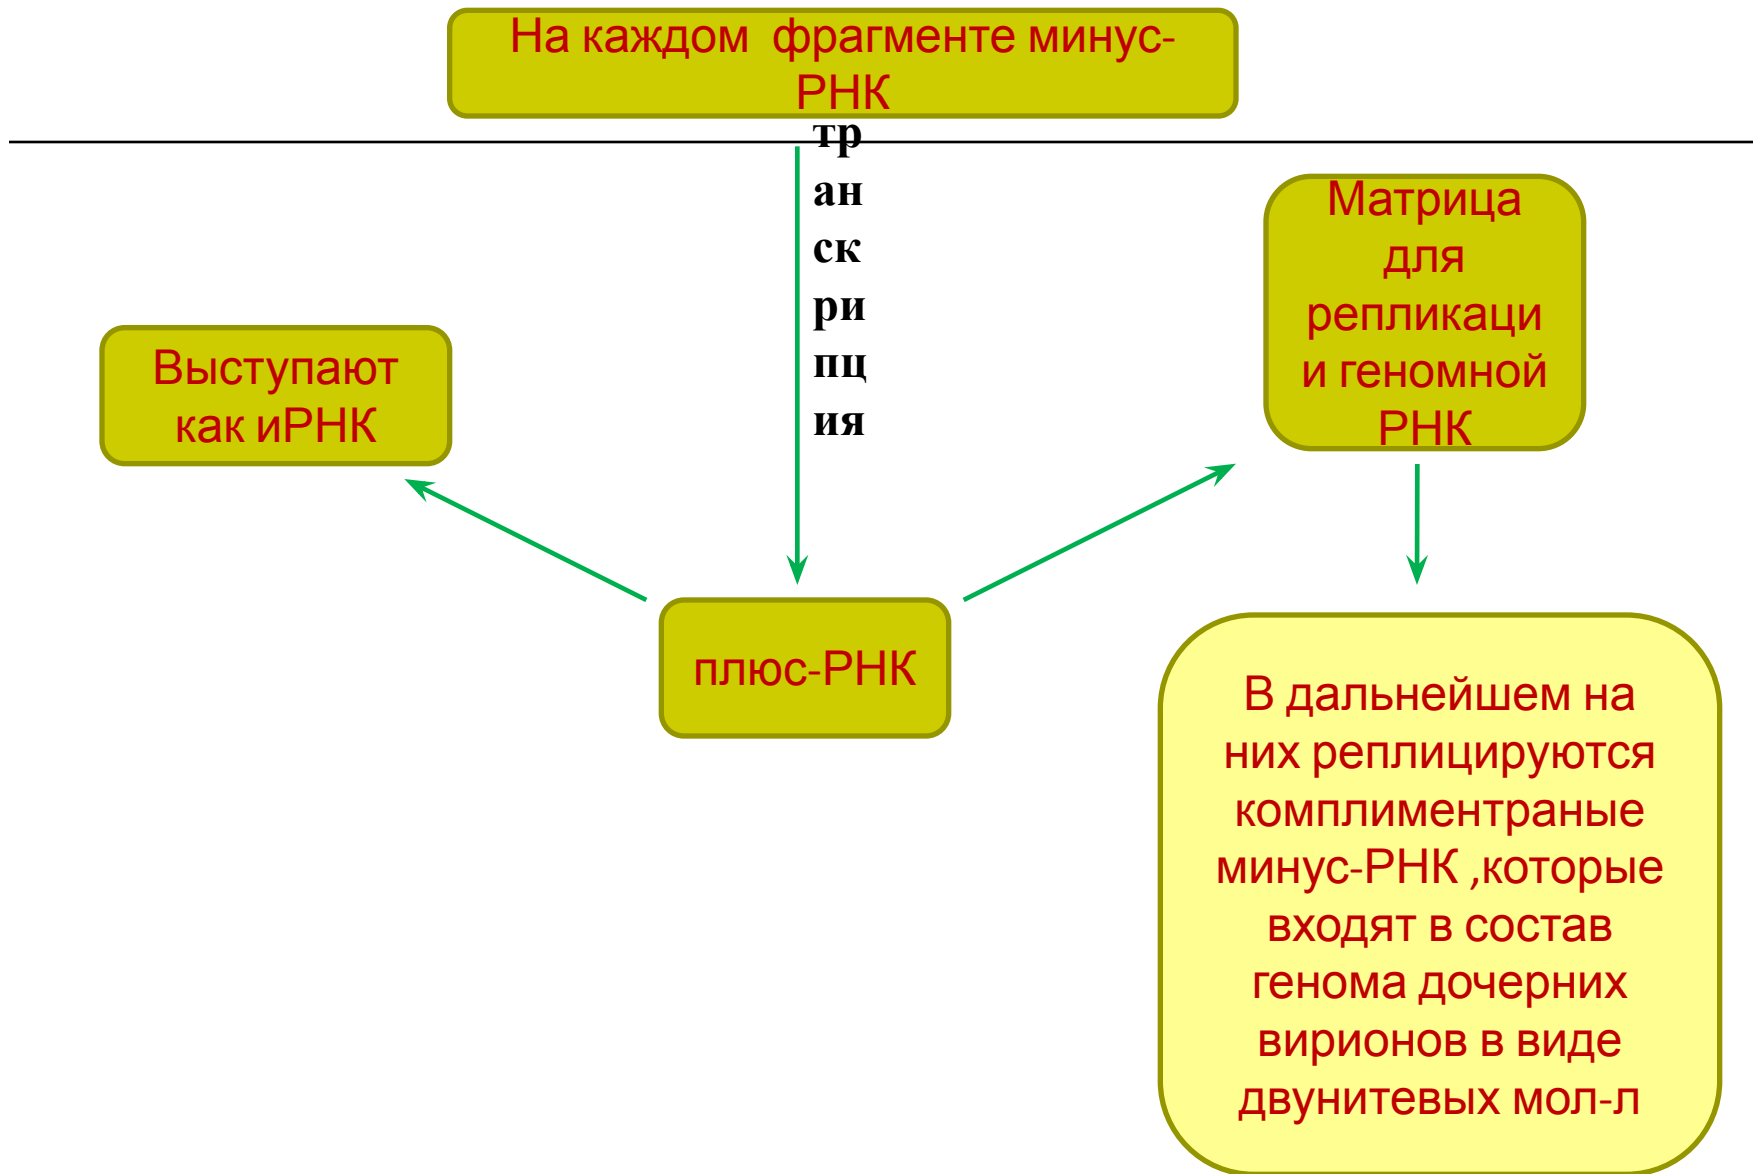 На каждом фрагменте минус-
РНК
тр
ан
ск
ри
пц
ия
Матрица
для
репликаци
и геномной
РНК
Выступают
как иРНК
плюс-РНК
В дальнейшем на
них реплицируются
комплиментраные
минус-РНК ,которые
входят в состав
генома дочерних
вирионов в виде
двунитевых мол-л